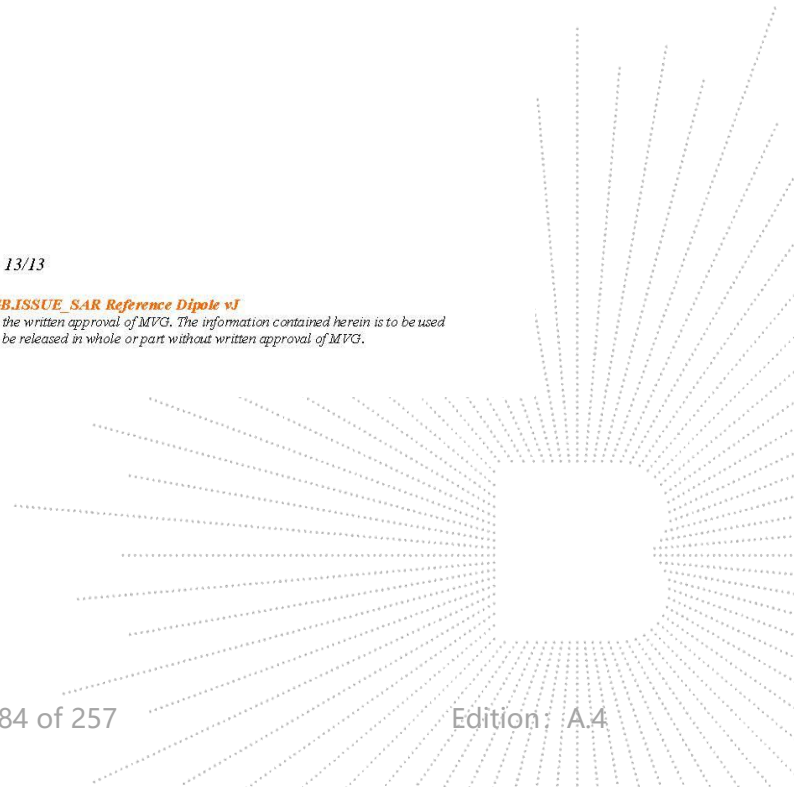 13/13
B.ISSUE_SAR Reference Dipole vJ
the written approval of MVG. The information contained herein is to be used
be released in whole or part without written approval of MVG.
84 of 257 Edition：A.4